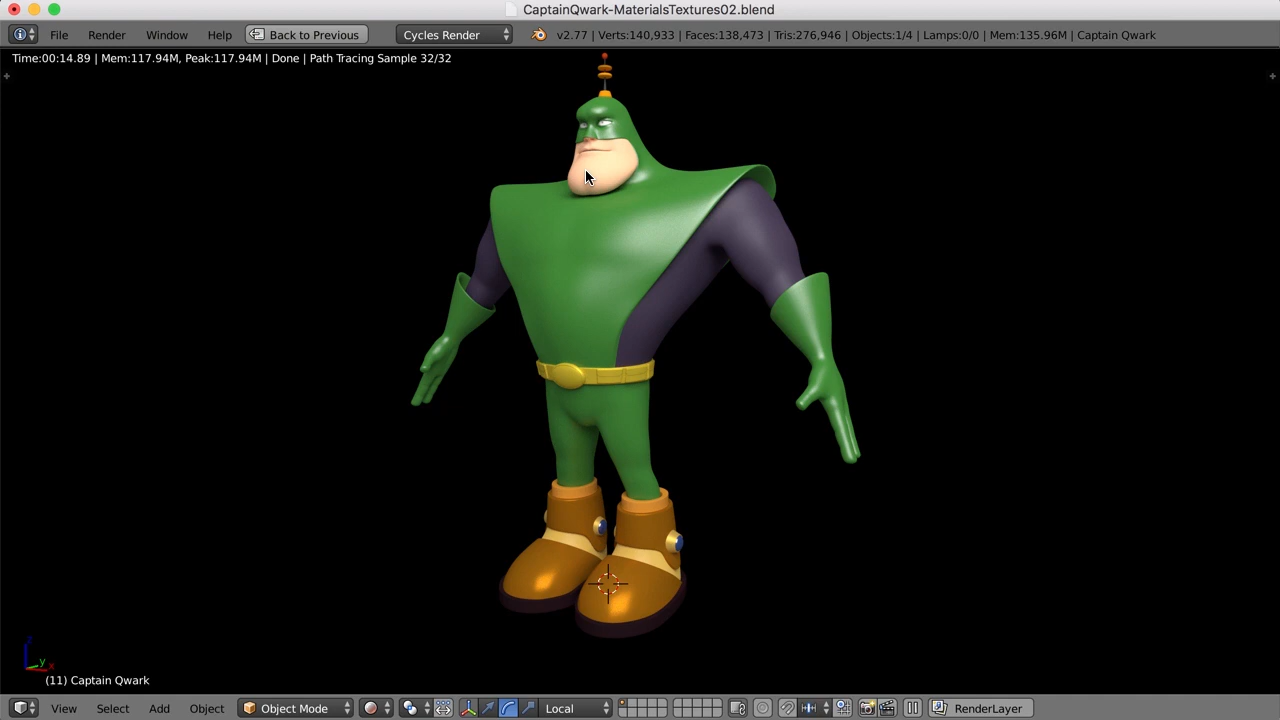 CaptainQwark-MaterialsTextures02.blend
File Render Window Help Back to Previous Cycles Render v2.77 | Verts:140,933 | Faces:138,473 | Tris:276,946 | Objects:1/4 | Lamps:0/0 | Mem:135.96M | Captain Qwark
Time:00:14.89 | Mem:117.94M, Peak:117.94M | Done | Path Tracing Sample 32/32
z
y x
(11) Captain Qwark
View Select Add Object Object Mode Local RenderLayer